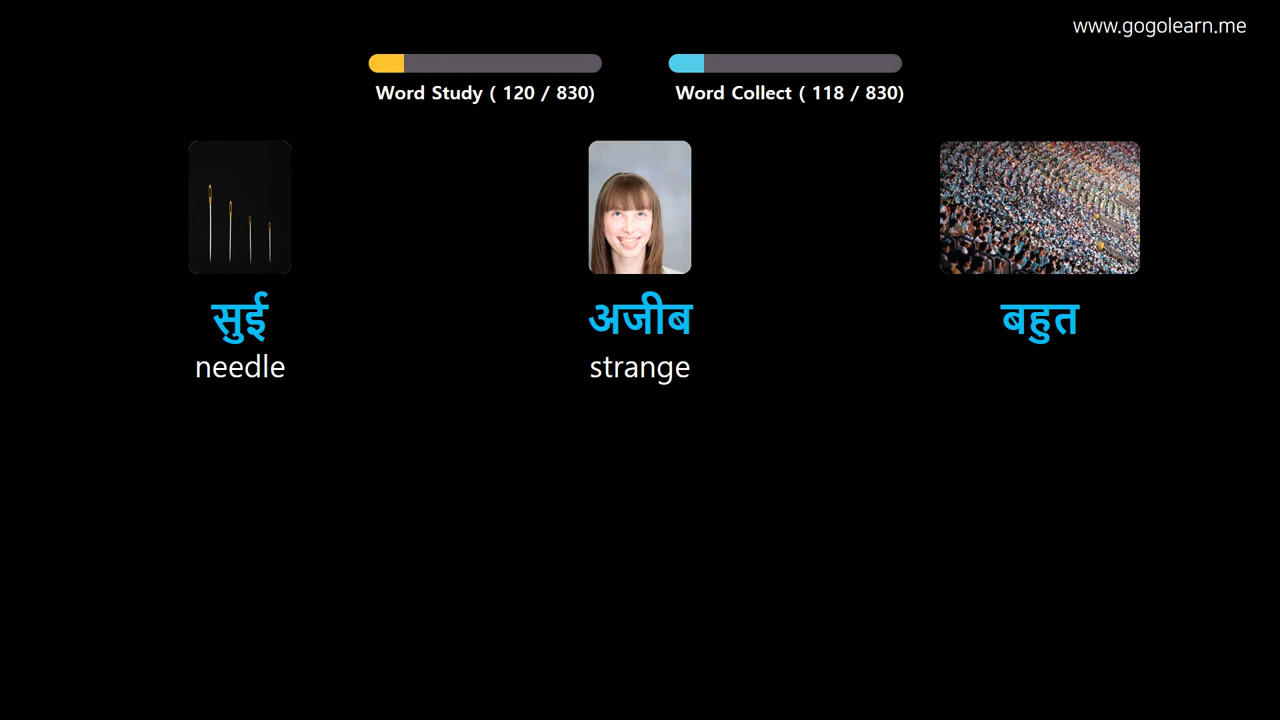 www.gogolearn.me
Word Study ( 120 / 830)
Word Collect ( 118 / 830)
सुई
अजीब
बहुत
needle
strange